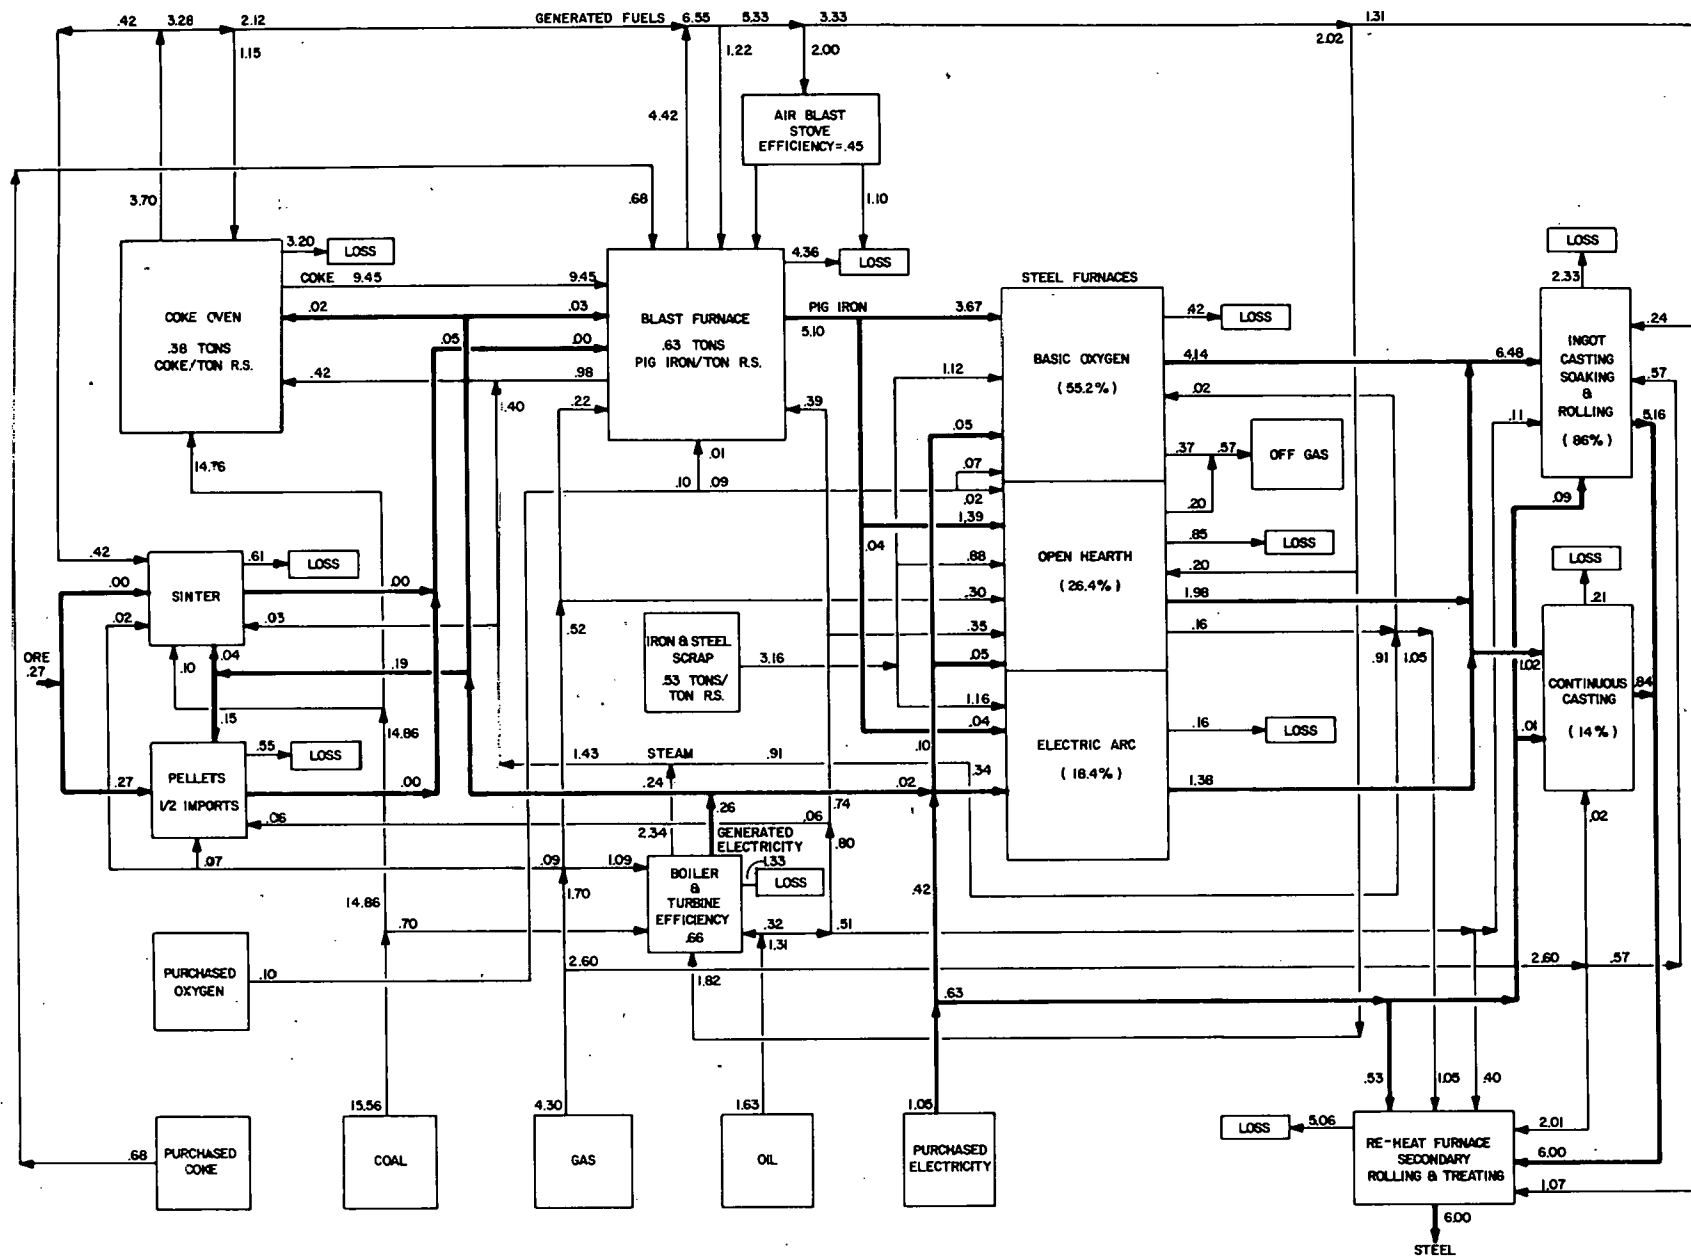 .42 3.28 2.12 GENERATED FUELS 6.55 5.33 3.33 1.31
1.15 1.22 2.00 2.02
4.42
AIR BLAST
STOVE
EFFICIENCY=.45
3.70 .68 1.10
3.20 LOSS
COKE 9.45 9.45
.02 .03
COKE OVEN
.38 TONS
COKE/TON R.S.
.05 .00
.42 .98
1.40 .22 .39
4.36 LOSS
BLAST FURNACE
.63 TONS
PIG IRON/TON R.S.
PIG IRON 3.67
5.10
STEEL FURNACES
BASIC OXYGEN
(55.2%)
.42 LOSS
4.14 6.48
1.12 .02
.05
.37 .57
OFF GAS
.07
.02
.20
LOSS
2.33
.24
INGOT
CASTING
SOAKING
&
ROLLING
(86%)
.57
.11 5.16
.09
14.76
.01
.10 .09
1.39
.04
OPEN HEARTH
(26.4%)
.85 LOSS
.88 .20
.30 1.98
.35 .16
.05
.91 1.05
LOSS
.21
1.02
CONTINUOUS
CASTING
(14%)
.84
.01
.02
.42 .61 LOSS
.00 .00
SINTER
.02 .03
ORE
.27
.10 .04 .19
.52
IRON & STEEL
SCRAP
.53 TONS/
TON R.S.
3.16
1.16
.04
.15
14.86
.55 LOSS
PELLETS
1/2 IMPORTS
.27 .00
.06
.07
1.43 STEAM .91
.10
.34
ELECTRIC ARC
(18.4%)
.16 LOSS
1.38
.24 .02
.26 .74
2.34 GENERATED
ELECTRICITY
.06
.80
.09 1.09
1.70
1.33
LOSS
BOILER
&
TURBINE
EFFICIENCY
.66
14.86 .70
.42
.32 .51
1.31
2.60 1.82
2.60 .57
.63
PURCHASED
OXYGEN
.10
.53 1.05 .40
15.56 4.30 1.63 1.05
LOSS 5.06
2.01
RE-HEAT FURNACE
SECONDARY
ROLLING & TREATING
6.00
1.07
.68
PURCHASED
COKE
COAL
GAS
OIL
PURCHASED
ELECTRICITY
6.00
STEEL